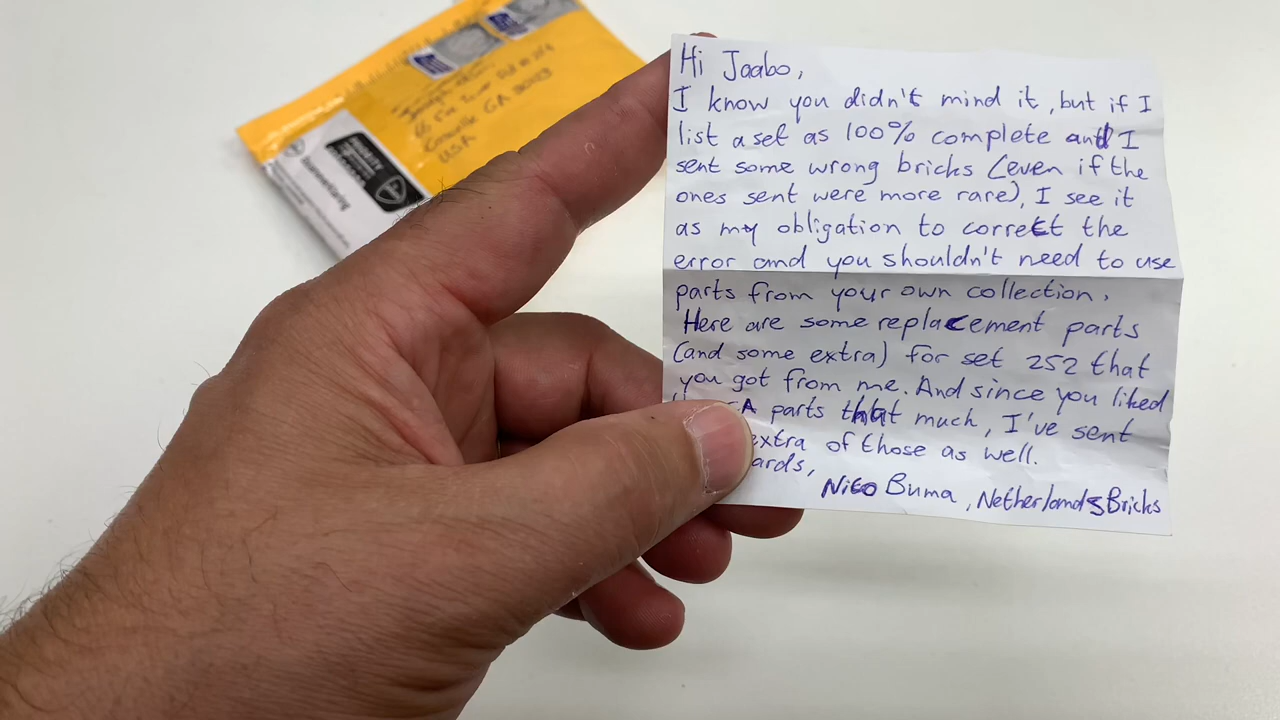 Hi Jaabo,
I know you didn't mind it, but if I
list a set as 100% complete and I
sent some wrong bricks (even if the
ones sent were more rare), I see it
as my obligation to correct the
error and you shouldn't need to use
parts from your own collection.
Here are some replacement parts
(and some extra) for set 252 that
you got from me. And since you liked
A parts that much, I've sent
extra of those as well.
ards,
Nico Buma, NetherlandsBricks
GA
USA